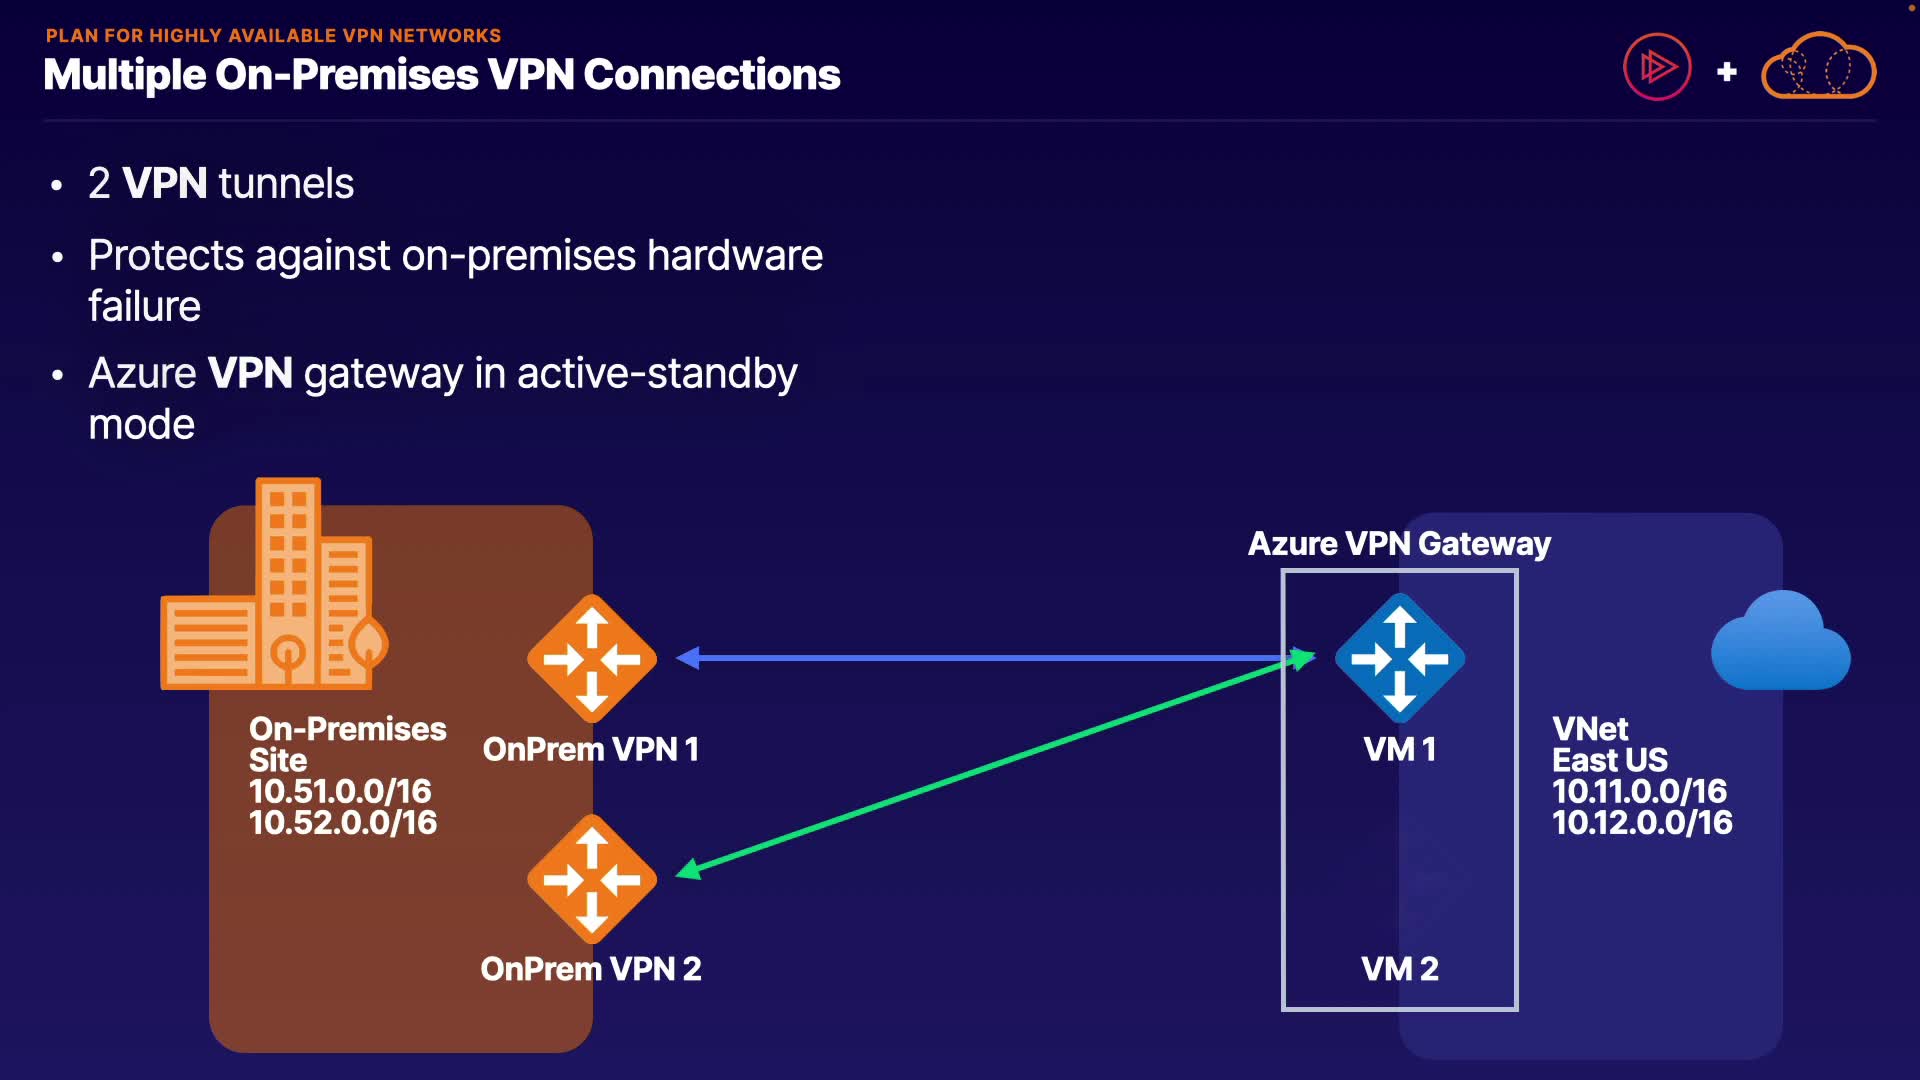 PLAN FOR HIGHLY AVAILABLE VPN NETWORKS
Multiple On-Premises VPN Connections
• 2 VPN tunnels
• Protects against on-premises hardware
failure
• Azure VPN gateway in active-standby
mode
Azure VPN Gateway
On-Premises
Site
10.51.0.0/16
10.52.0.0/16
OnPrem VPN 1
OnPrem VPN 2
VM 1
VM 2
VNet
East US
10.11.0.0/16
10.12.0.0/16